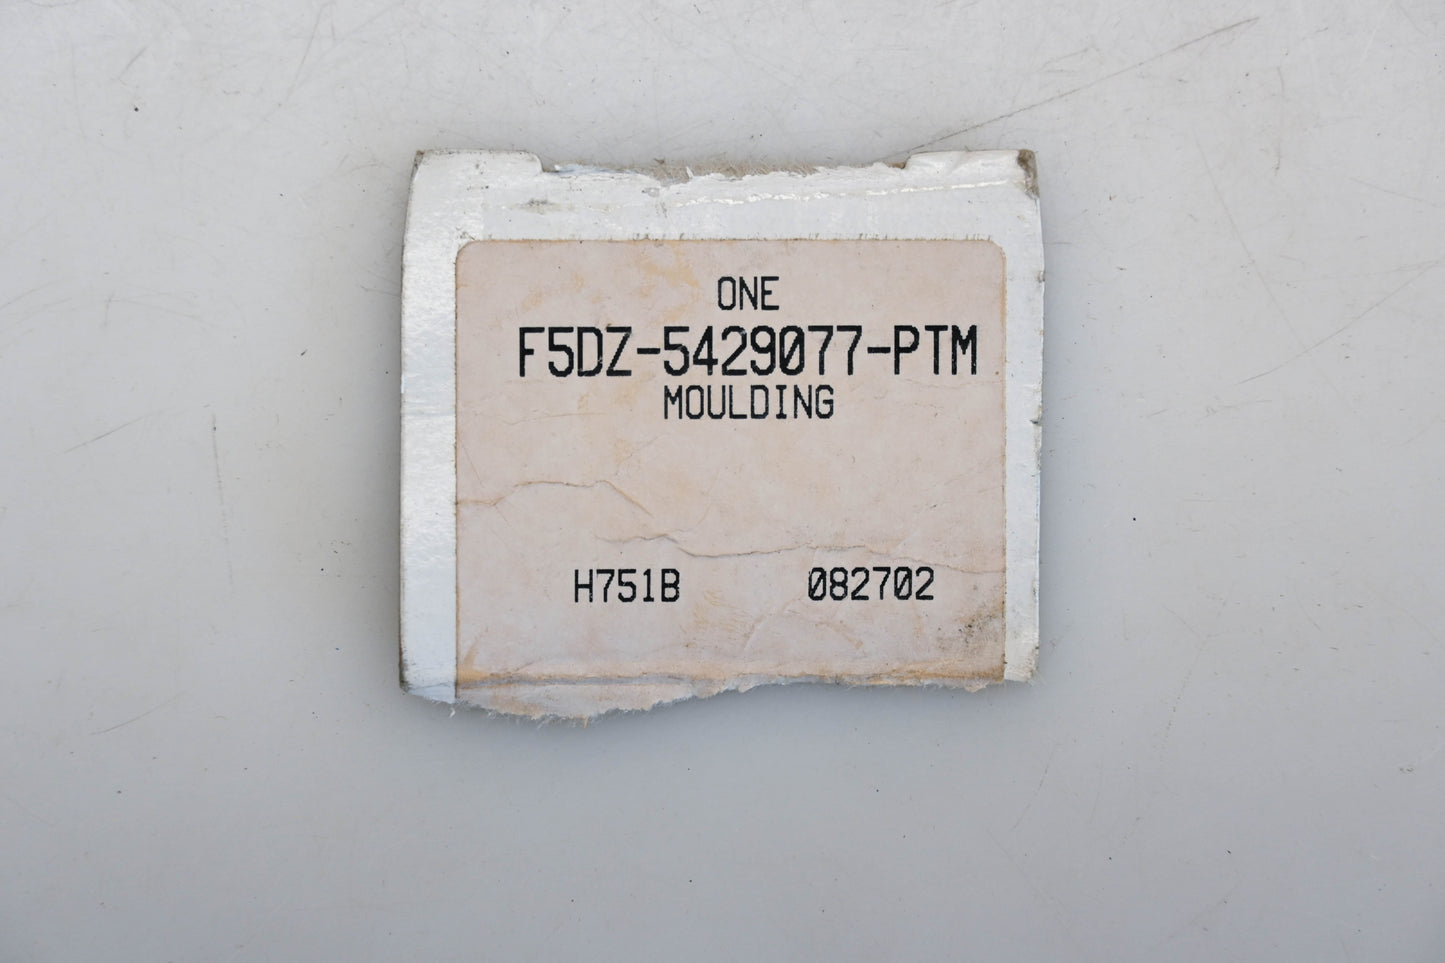 ONE
F5DZ-5429077-PTM
MOULDING
H751B 082702